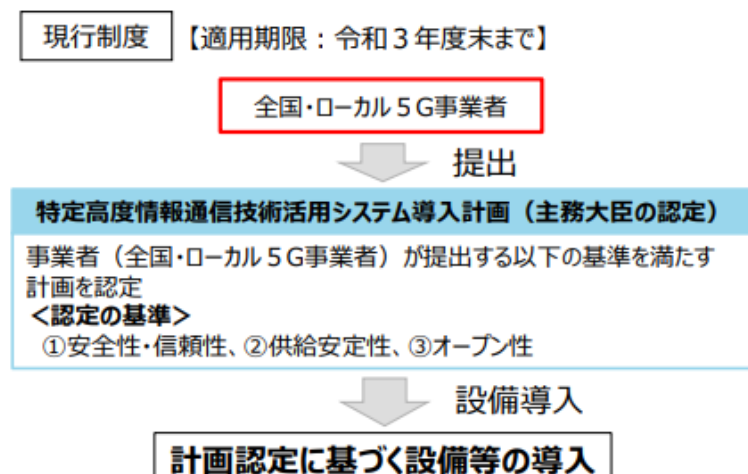 現行制度 【適用期限：令和３年度末まで】
全国・ローカル５G事業者
提出
特定高度情報通信技術活用システム導入計画（主務大臣の認定）
事業者（全国・ローカル５G事業者）が提出する以下の基準を満たす
計画を認定
＜認定の基準＞
①安全性・信頼性、②供給安定性、③オープン性
設備導入
計画認定に基づく設備等の導入